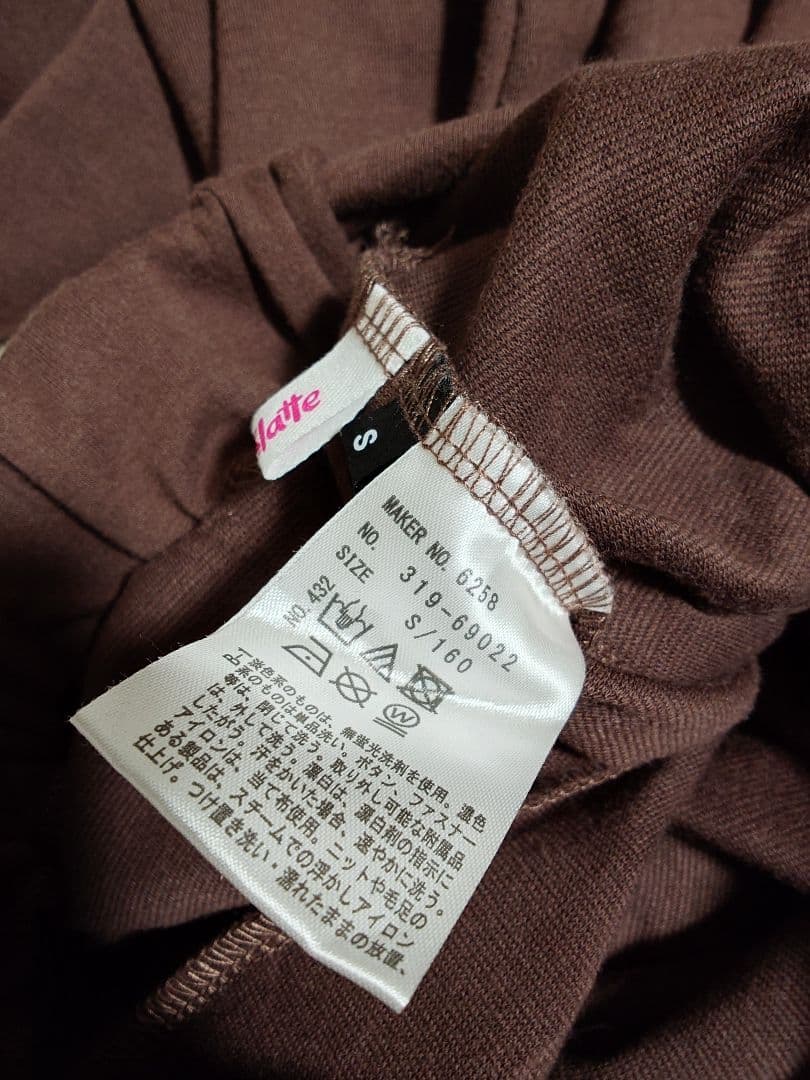 latte
S
MAKER NO. 6258
NO. 319-69022
SIZE S/160
NO. 432
W
淡色系のものは、無蛍光洗剤を使用。濃色
系のものは単品洗い。ボタン、ファスナー
等は、閉じて洗う。取り外し可能な附属品
は、外して洗う。漂白は、漂白剤の指示に
したがう。汗をかいた場合、速やかに洗う。
アイロンは、当て布使用。ニットや毛足の
ある製品は、スチームでの浮かしアイロン
仕上げ。つけ置き洗い・濡れたままの放置、